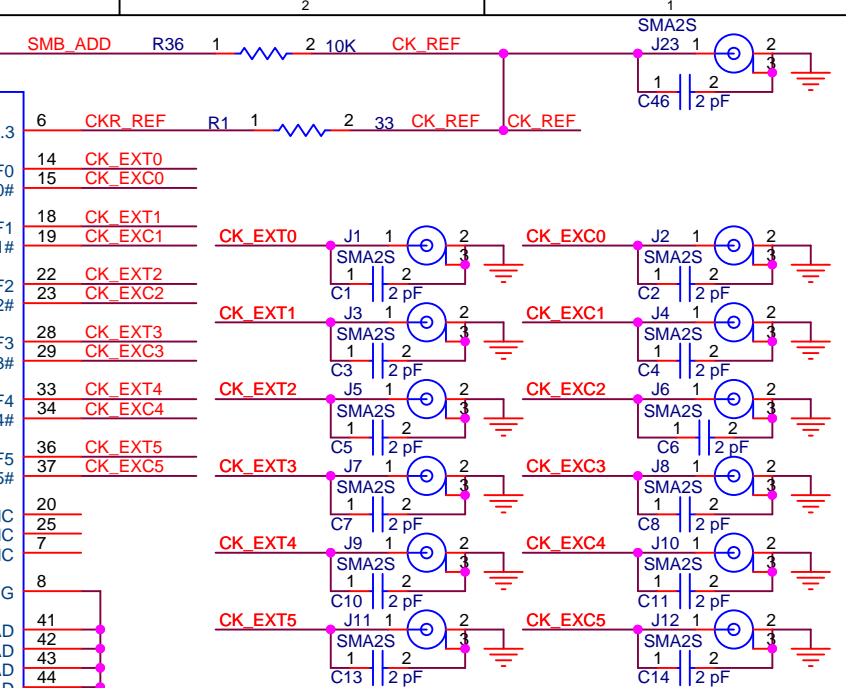 2 1
SMA2S
SMB_ADD R36 1 2 10K CK_REF J23 1 2
3
1 2
C46 2 pF
.3 6 CKR_REF R1 1 2 33 CK_REF CK_REF
F0 14 CK_EXT0
0# 15 CK_EXC0
F1 18 CK_EXT1
1# 19 CK_EXC1
CK_EXT0 J1 1 2 CK_EXC0 J2 1 2
SMA2S 3 SMA2S 3
F2 22 CK_EXT2 1 2 1 2
2# 23 CK_EXC2 C1 2 pF C2 2 pF
CK_EXT1 J3 1 2 CK_EXC1 J4 1 2
F3 28 CK_EXT3 SMA2S 3 SMA2S 3
3# 29 CK_EXC3 1 2 1 2
C3 2 pF C4 2 pF
F4 33 CK_EXT4 CK_EXT2 J5 1 2 CK_EXC2 J6 1 2
4# 34 CK_EXC4 SMA2S 3 SMA2S 3
1 2 1 2
F5 36 CK_EXT5 C5 2 pF C6 2 pF
5# 37 CK_EXC5 CK_EXT3 J7 1 2 CK_EXC3 J8 1 2
SMA2S 3 SMA2S 3
IC 20 1 2 1 2
IC 25 C7 2 pF C8 2 pF
IC 7 CK_EXT4 J9 1 2 CK_EXC4 J10 1 2
SMA2S 3 SMA2S 3
G 8 1 2 1 2
C10 2 pF C11 2 pF
AD 41 CK_EXT5 J11 1 2 CK_EXC5 J12 1 2
AD 42 SMA2S 3 SMA2S 3
AD 43 1 2 1 2
AD 44 C13 2 pF C14 2 pF